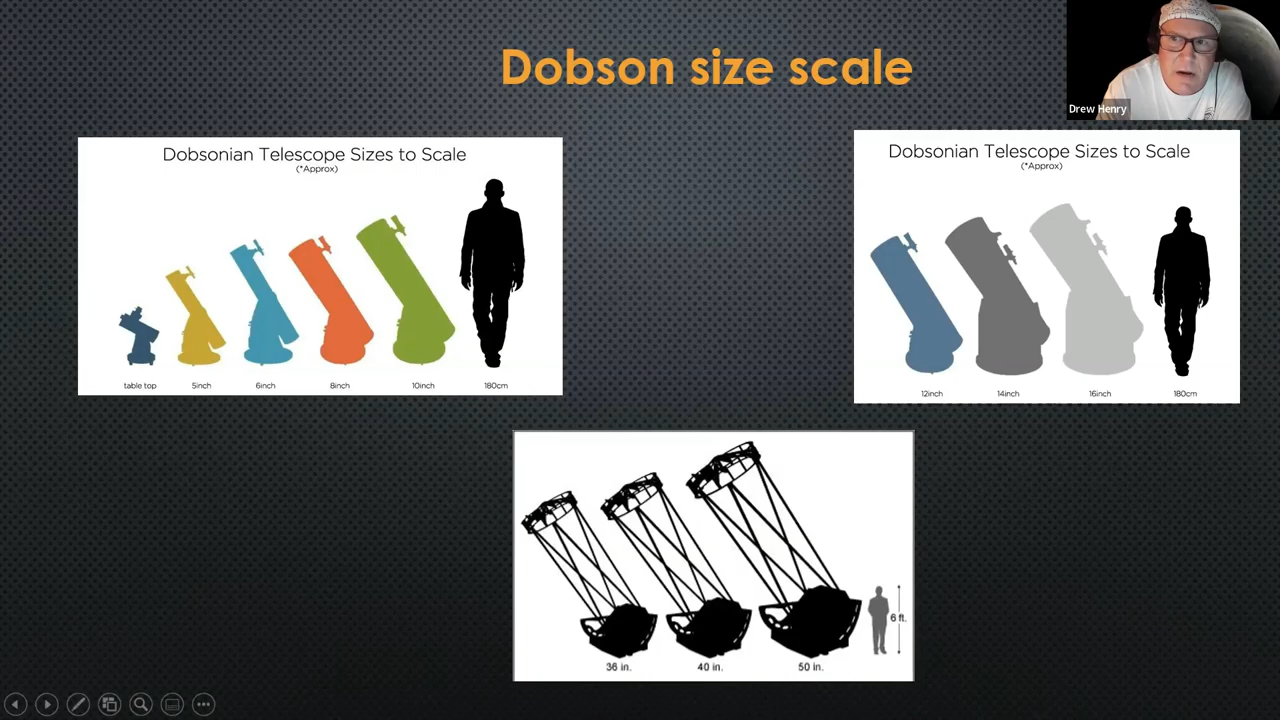 Dobson size scale
Drew Henry
Dobsonian Telescope Sizes to Scale
(*Approx)
table top 5inch 6inch 8inch 10inch 180cm
Dobsonian Telescope Sizes to Scale
(*Approx)
12inch 14inch 16inch 180cm
6 ft.
36 in. 40 in. 50 in.